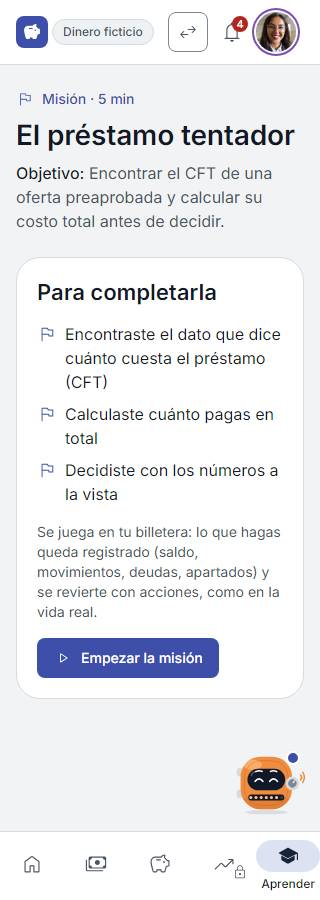 Dinero ficticio
4
Misión · 5 min
El préstamo tentador
Objetivo: Encontrar el CFT de una
oferta preaprobada y calcular su
costo total antes de decidir.
Para completarla
Encontraste el dato que dice
cuánto cuesta el préstamo
(CFT)
Calculaste cuánto pagas en
total
Decidiste con los números a
la vista
Se juega en tu billetera: lo que hagas
queda registrado (saldo,
movimientos, deudas, apartados) y
se revierte con acciones, como en la
vida real.
Empezar la misión
Aprender